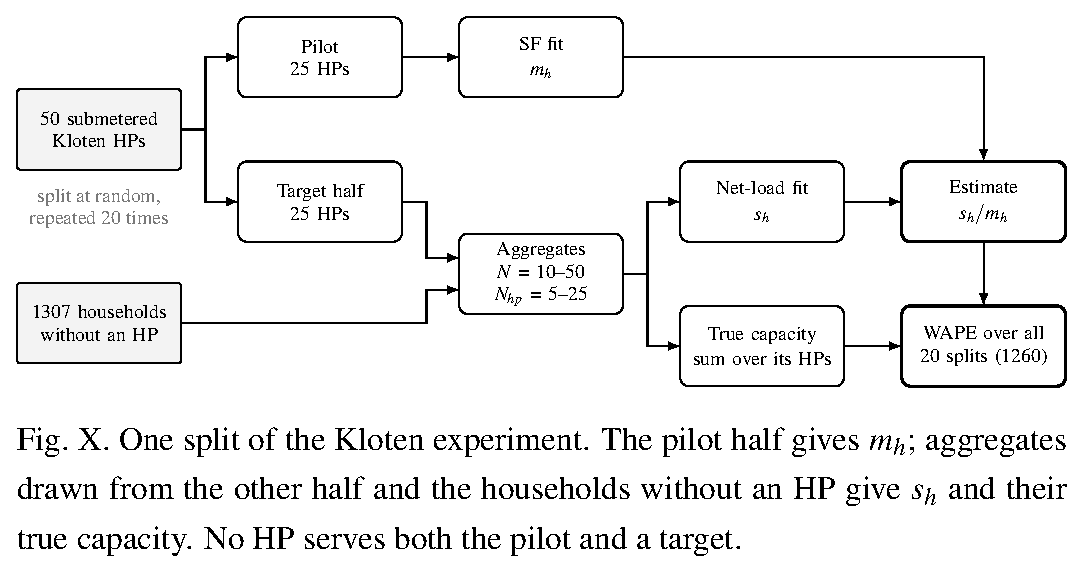 Pilot
25 HPs
SF fit
m_h
50 submetered
Kloten HPs
split at random,
repeated 20 times
Target half
25 HPs
Net-load fit
s_h
Estimate
s_h/m_h
Aggregates
N = 10–50
N_hp = 5–25
1307 households
without an HP
True capacity
sum over its HPs
WAPE over all
20 splits (1260)
Fig. X. One split of the Kloten experiment. The pilot half gives m_h; aggregates
drawn from the other half and the households without an HP give s_h and their
true capacity. No HP serves both the pilot and a target.